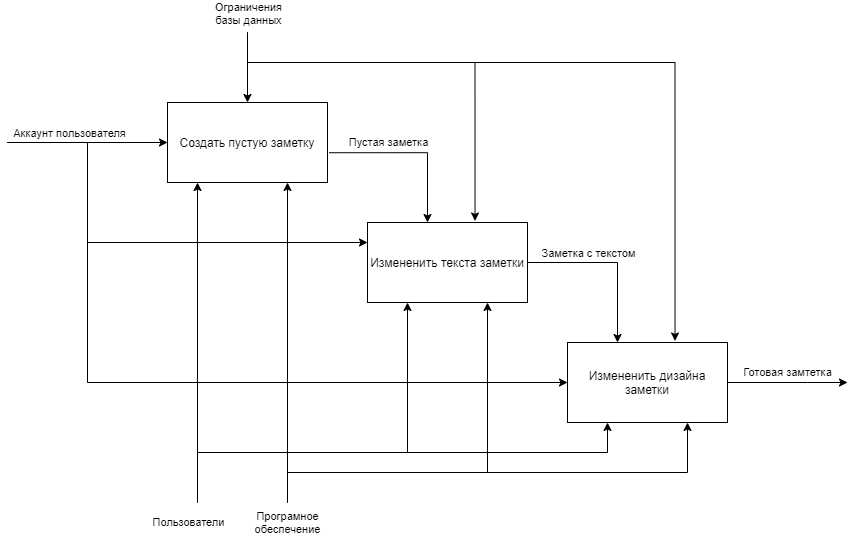 Ограничения
базы данных
Аккаунт пользователя
Создать пустую заметку
Пустая заметка
Измененить текста заметки
Заметка с текстом
Измененить дизайна
заметки
Готовая замтетка
Пользователи
Програмное
обеспечение